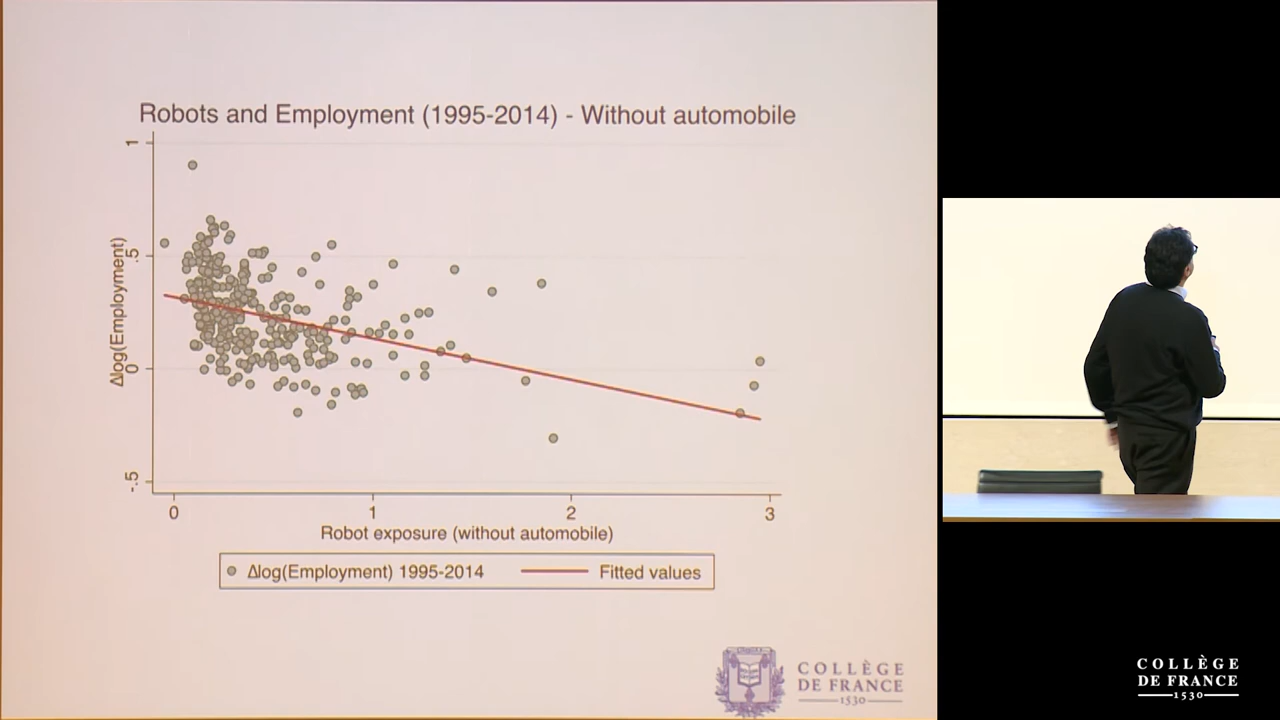 Robots and Employment (1995-2014) - Without automobile
1
.5
0
-.5
Δlog(Employment)
0 1 2 3
Robot exposure (without automobile)
Δlog(Employment) 1995-2014 Fitted values
COLLÈGE
DE FRANCE
1530
COLLÈGE
DE FRANCE
1530